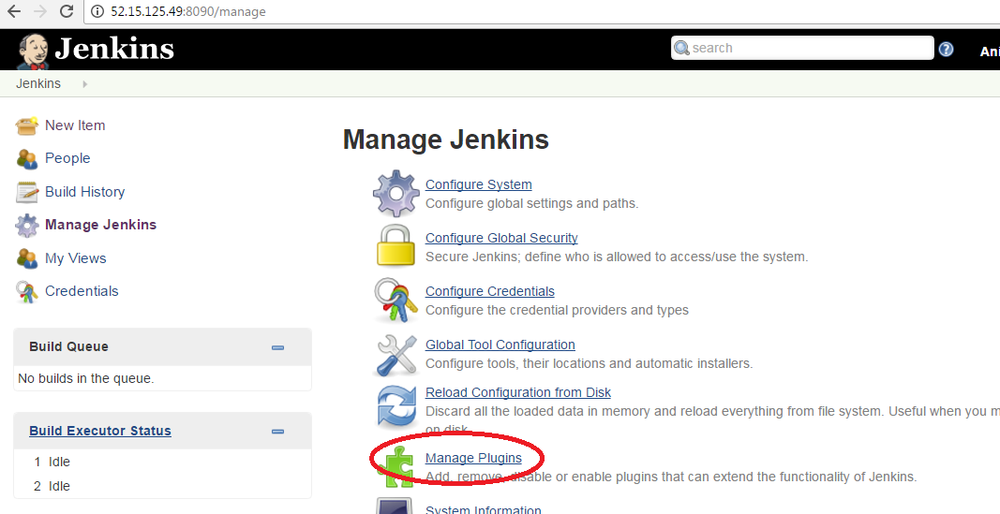 52.15.125.49:8090/manage
Jenkins
search
Ani
Jenkins
New Item
People
Build History
Manage Jenkins
My Views
Credentials
Build Queue
No builds in the queue.
Build Executor Status
1 Idle
2 Idle
Manage Jenkins
Configure System
Configure global settings and paths.
Configure Global Security
Secure Jenkins; define who is allowed to access/use the system.
Configure Credentials
Configure the credential providers and types
Global Tool Configuration
Configure tools, their locations and automatic installers.
Reload Configuration from Disk
Discard all the loaded data in memory and reload everything from file system. Useful when you m
on disk.
Manage Plugins
Add, remove, disable or enable plugins that can extend the functionality of Jenkins.
System Information